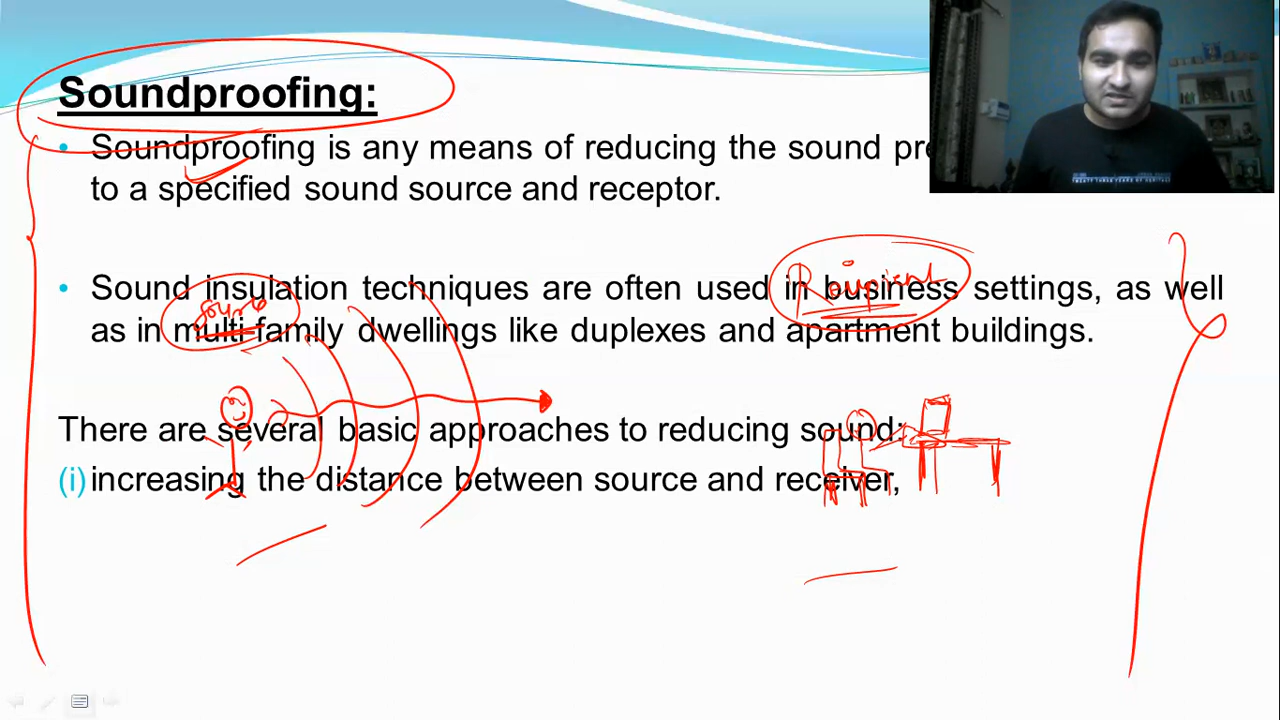 Soundproofing:
• Soundproofing is any means of reducing the sound
to a specified sound source and receptor.
Recipient
• Sound insulation techniques are often used in business settings, as well
source
as in multi-family dwellings like duplexes and apartment buildings.
There are several basic approaches to reducing sound:
(i) increasing the distance between source and receiver,